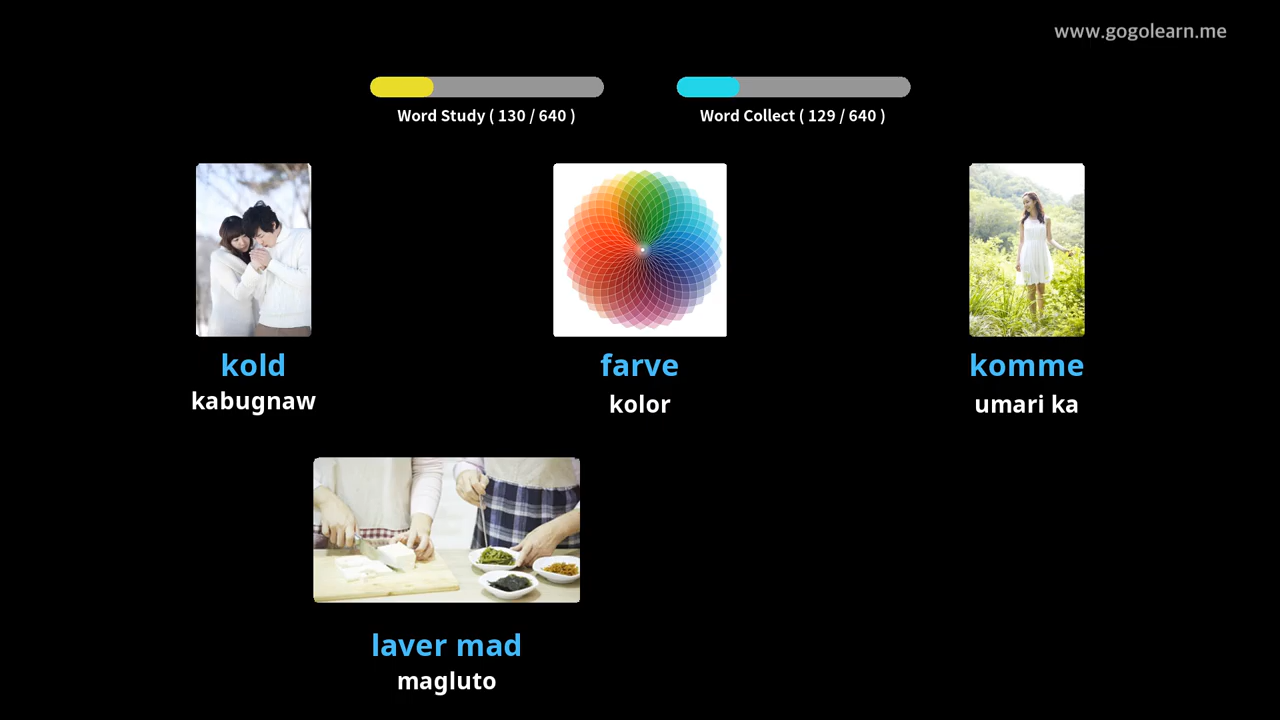 www.gogolearn.me
Word Study ( 130 / 640 )
Word Collect ( 129 / 640 )
kold
kabugnaw
farve
kolor
komme
umari ka
laver mad
magluto